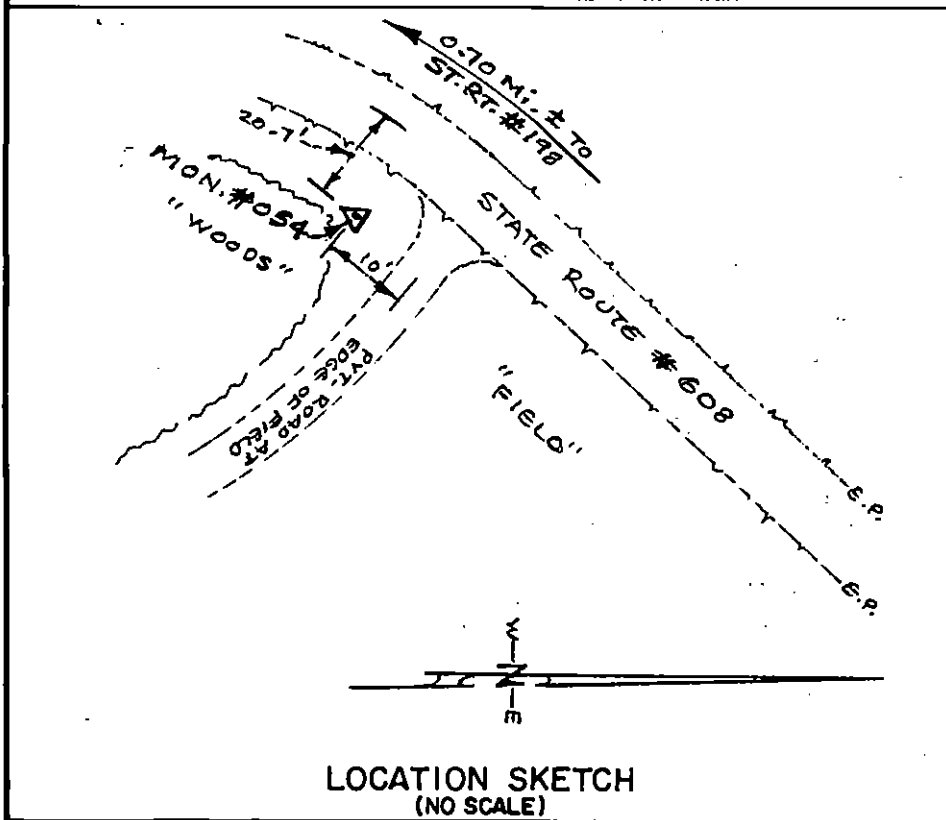 0.70 Mi. ± TO
ST. RT. #198
20.7'
MON. #054
"WOODS"
10'
STATE ROUTE #608
"FIELD"
PVT. ROAD AT
EDGE OF FIELD
E.P.
E.P.
W
N
E
LOCATION SKETCH
(NO SCALE)